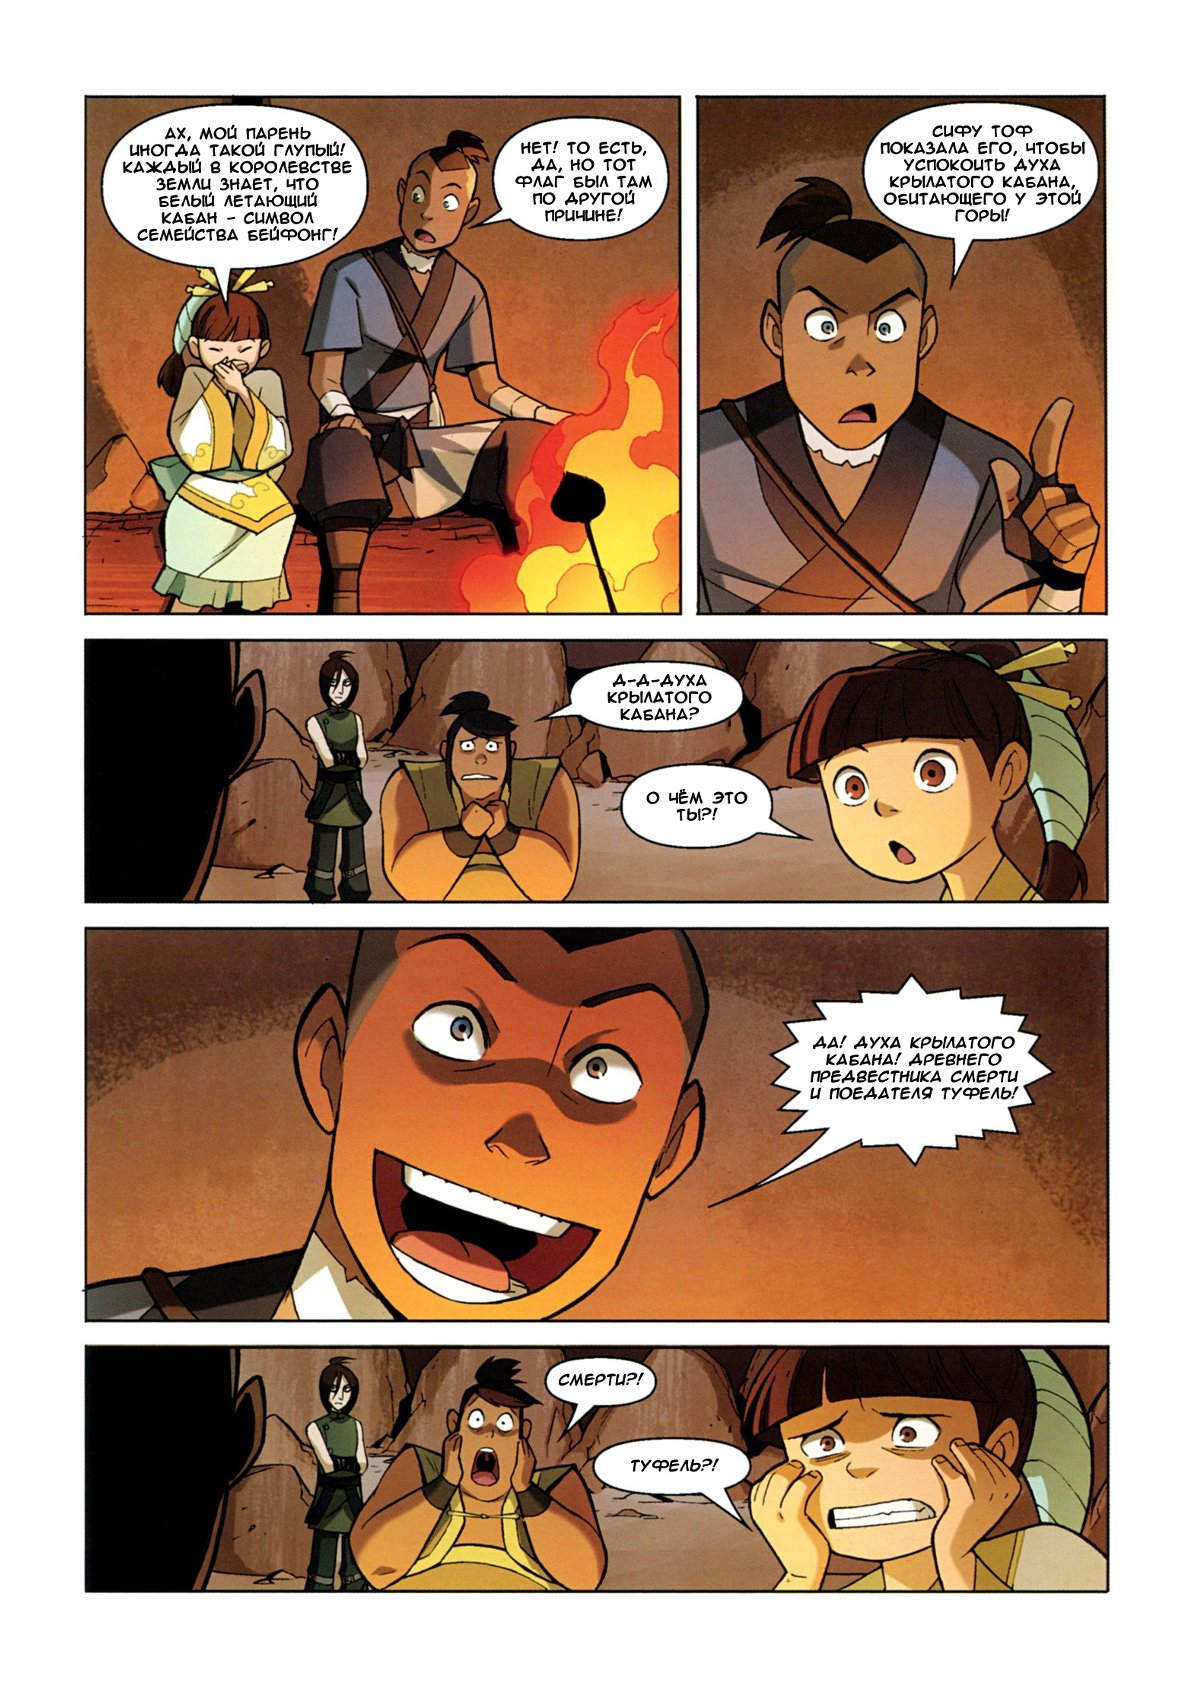 АХ, МОЙ ПАРЕНЬ
ИНОГДА ТАКОЙ ГЛУПЫЙ!
КАЖДЫЙ В КОРОЛЕВСТВЕ
ЗЕМЛИ ЗНАЕТ, ЧТО
БЕЛЫЙ ЛЕТАЮЩИЙ
КАБАН - СИМВОЛ
СЕМЕЙСТВА БЕЙФОНГ!
НЕТ! ТО ЕСТЬ,
ДА, НО ТОТ
ФЛАГ БЫЛ ТАМ
ПО ДРУГОЙ
ПРИЧИНЕ!
СИФУ ТОФ
ПОКАЗАЛА ЕГО, ЧТОБЫ
УСПОКОИТЬ ДУХА
КРЫЛАТОГО КАБАНА,
ОБИТАЮЩЕГО У ЭТОЙ
ГОРЫ!
Д-Д-ДУХА
КРЫЛАТОГО
КАБАНА?
О ЧЁМ ЭТО
ТЫ?!
ДА! ДУХА КРЫЛАТОГО
КАБАНА! ДРЕВНЕГО
ПРЕДВЕСТНИКА СМЕРТИ
И ПОЕДАТЕЛЯ ТУФЕЛЬ!
СМЕРТИ?!
ТУФЕЛЬ?!